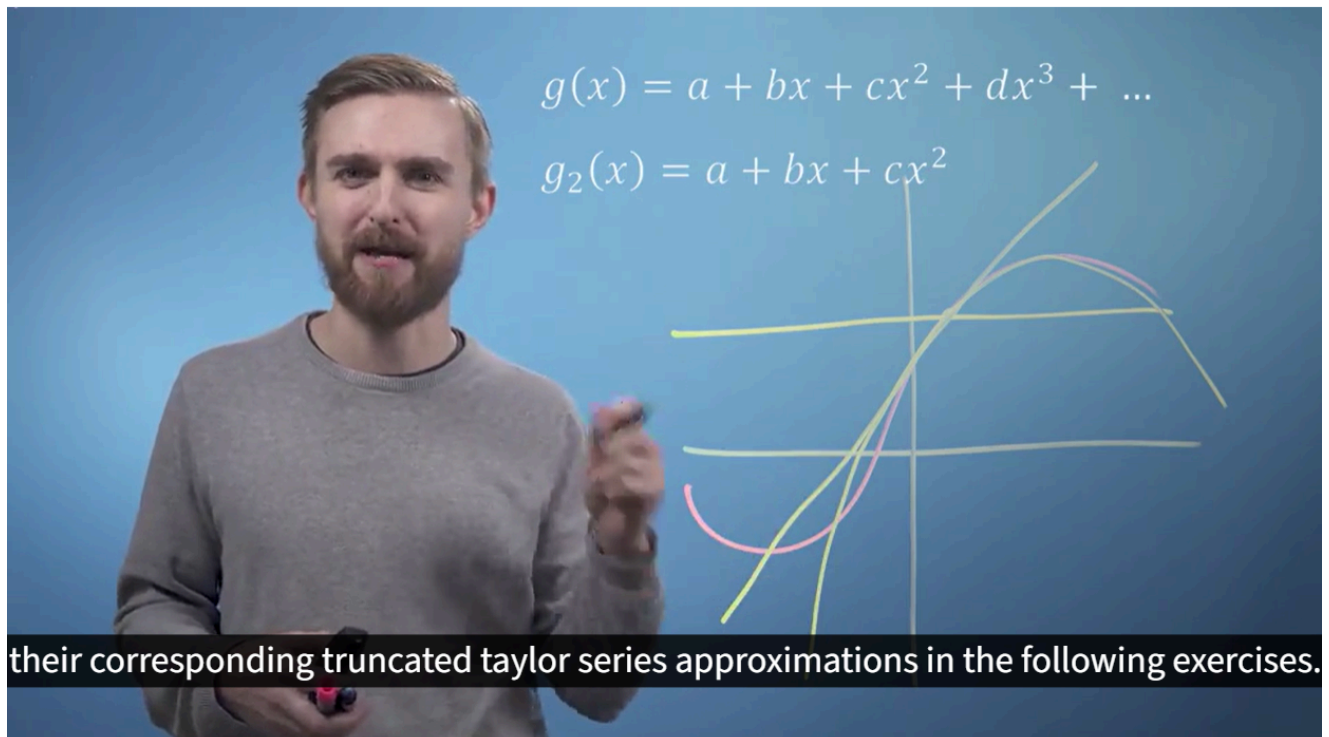 g(x) = a + bx + cx² + dx³ + ...
g₂(x) = a + bx + cx²
their corresponding truncated taylor series approximations in the following exercises.